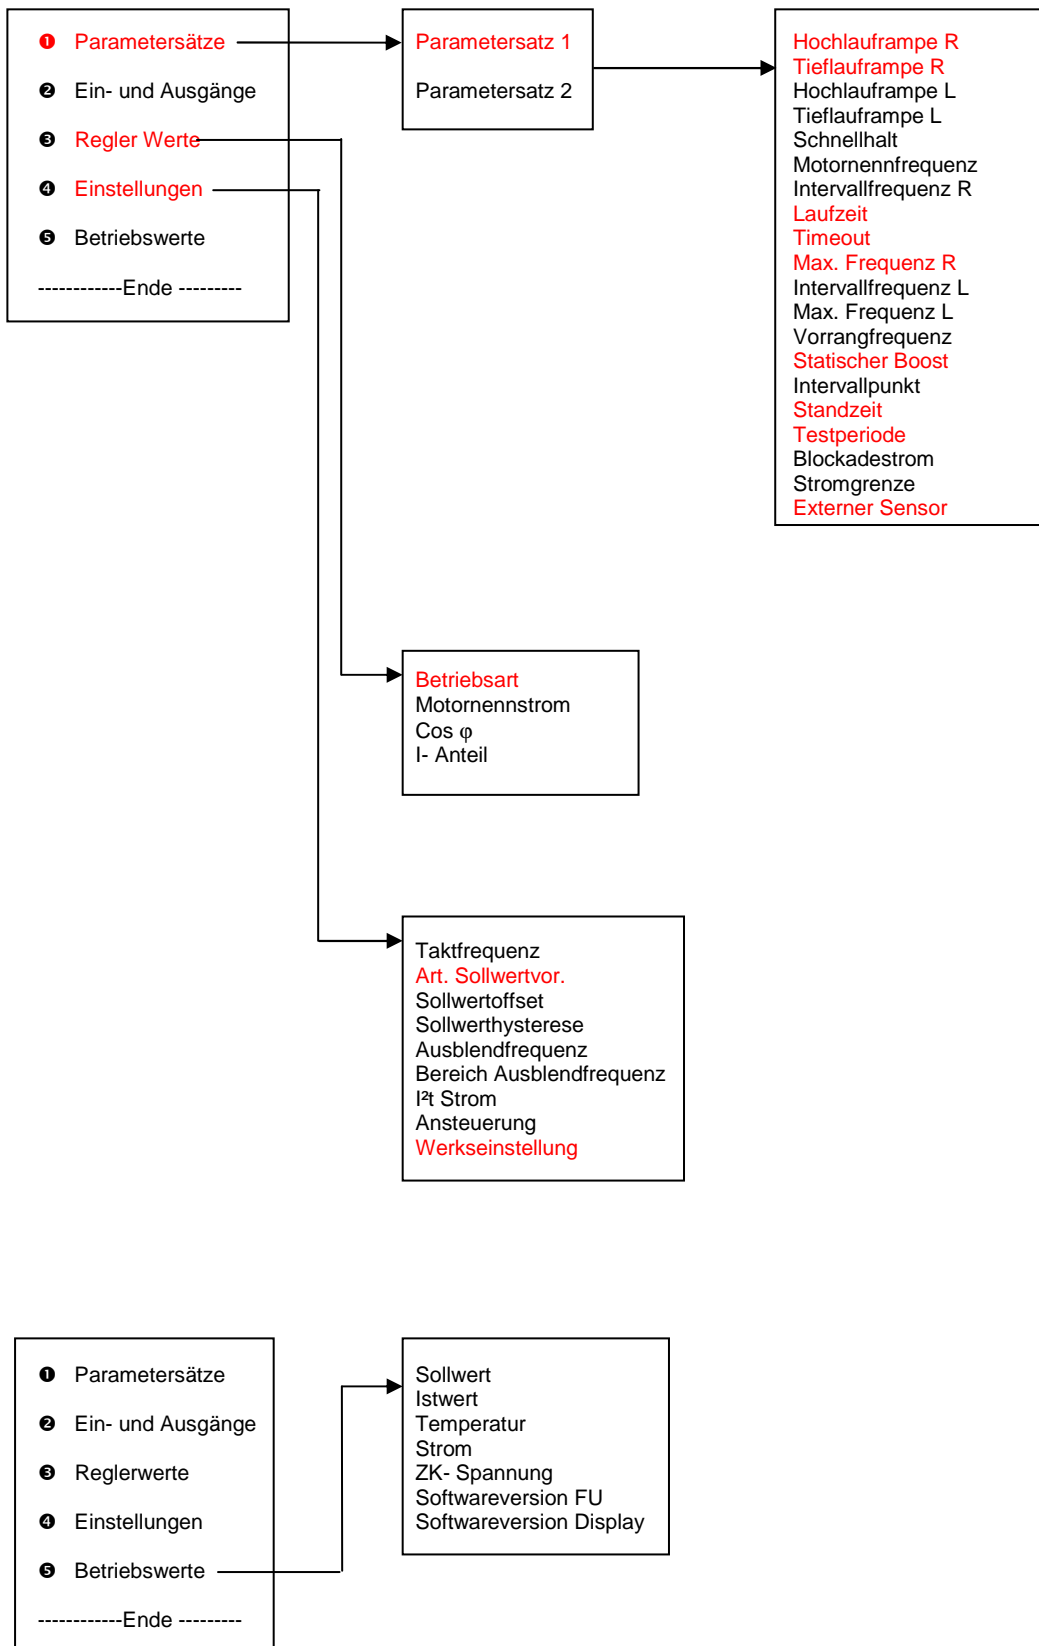 ❶ Parametersätze
❷ Ein- und Ausgänge
❸ Regler Werte
❹ Einstellungen
❺ Betriebswerte
------------Ende ---------
Parametersatz 1
Parametersatz 2
Hochlauframpe R
Tieflauframpe R
Hochlauframpe L
Tieflauframpe L
Schnellhalt
Motornennfrequenz
Intervallfrequenz R
Laufzeit
Timeout
Max. Frequenz R
Intervallfrequenz L
Max. Frequenz L
Vorrangfrequenz
Statischer Boost
Intervallpunkt
Standzeit
Testperiode
Blockadestrom
Stromgrenze
Externer Sensor
Betriebsart
Motornennstrom
Cos φ
I- Anteil
Taktfrequenz
Art. Sollwertvor.
Sollwertoffset
Sollwerthysterese
Ausblendfrequenz
Bereich Ausblendfrequenz
I²t Strom
Ansteuerung
Werkseinstellung
❶ Parametersätze
❷ Ein- und Ausgänge
❸ Reglerwerte
❹ Einstellungen
❺ Betriebswerte
------------Ende ---------
Sollwert
Istwert
Temperatur
Strom
ZK- Spannung
Softwareversion FU
Softwareversion Display